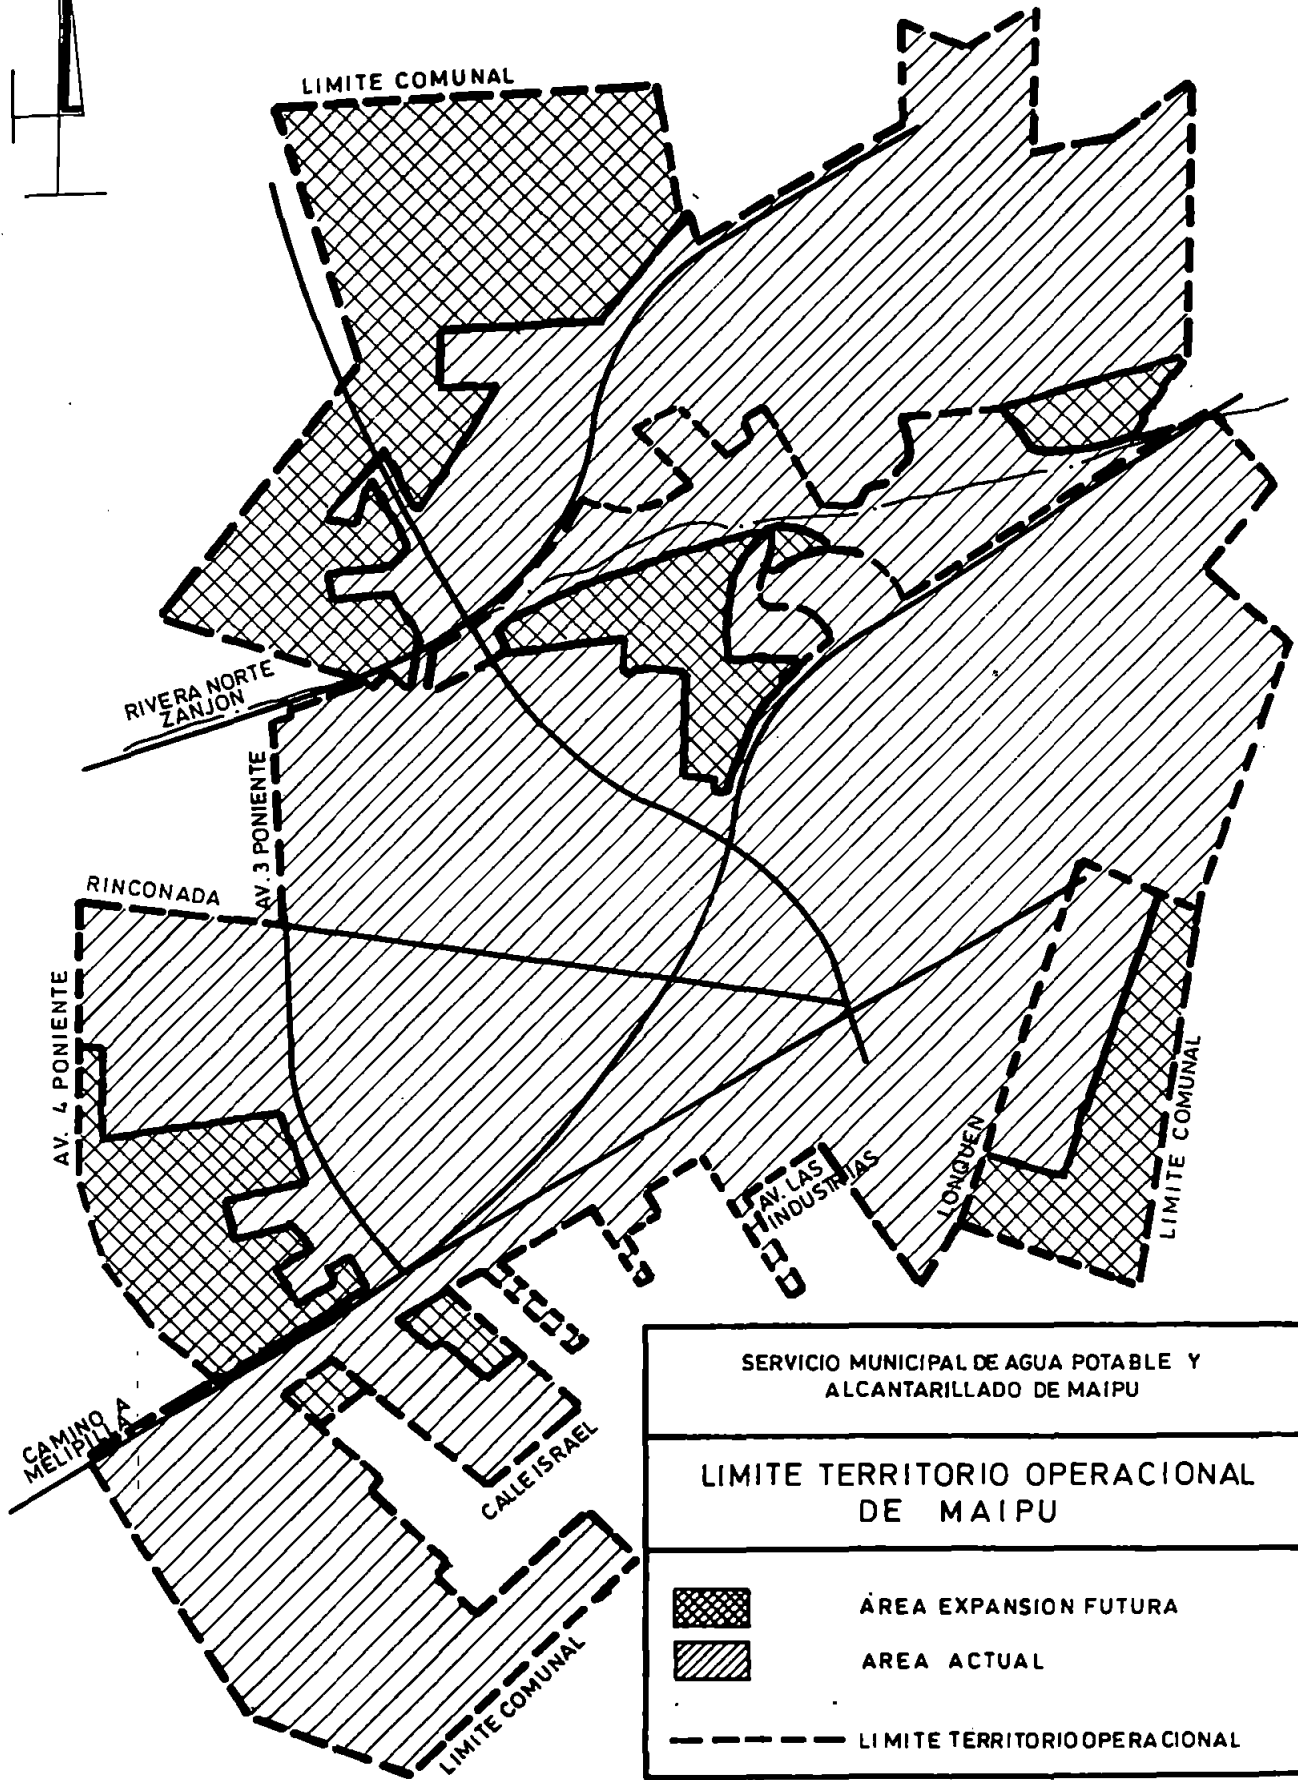 LIMITE COMUNAL
RIVERA NORTE
ZANJON
AV. 3 PONIENTE
RINCONADA
AV. 4 PONIENTE
LIMITE COMUNAL
LONQUEN
AV. LAS
INDUSTRIAS
CAMINO A
MELIPILLA
CALLE ISRAEL
LIMITE COMUNAL
SERVICIO MUNICIPAL DE AGUA POTABLE Y
ALCANTARILLADO DE MAIPU
LIMITE TERRITORIO OPERACIONAL
DE MAIPU
AREA EXPANSION FUTURA
AREA ACTUAL
LIMITE TERRITORIO OPERACIONAL